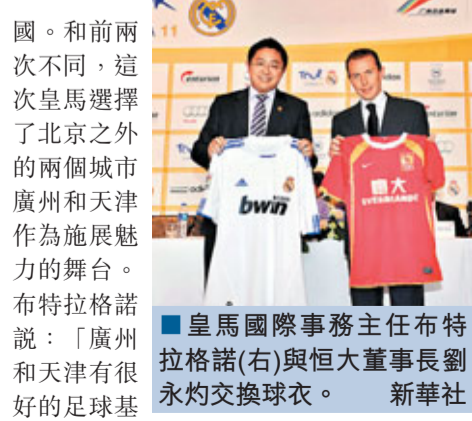 國。和前兩
次不同，這
次皇馬選擇
了北京之外
的兩個城市
廣州和天津
作為施展魅
力的舞台。
布特拉格諾
説：「廣州
和天津有很
好的足球基
11
adidas
bwin
恒大
EVERGRANDE
■皇馬國際事務主任布特
拉格諾(右)與恒大董事長劉
永灼交換球衣。 新華社